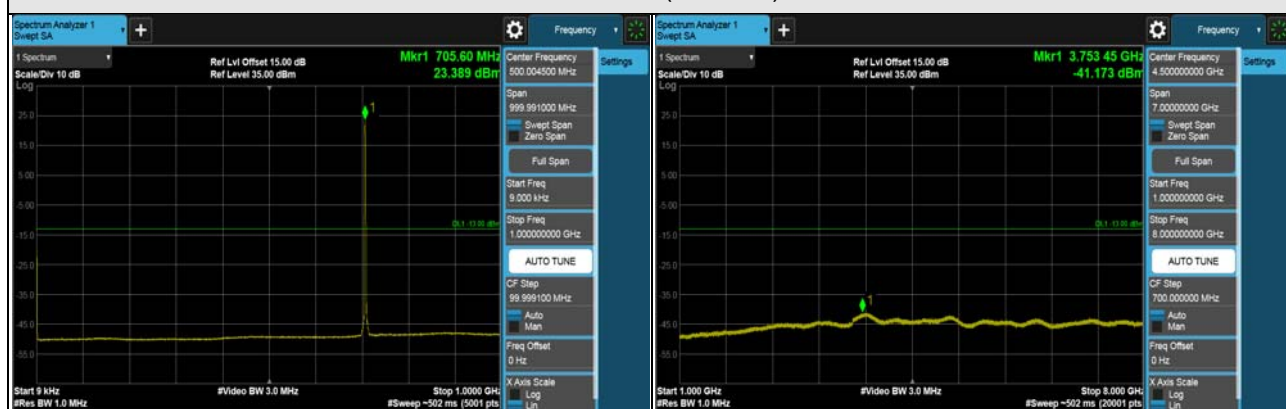 Spectrum Analyzer 1
Swept SA
+
Frequency
1 Spectrum
Scale/Div 10 dB
Log
Ref Lvl Offset 15.00 dB
Ref Level 35.00 dBm
Mkr1 705.60 MHz
23.389 dBm
1
25.0
15.0
5.00
-5.00
-15.0
-25.0
-35.0
-45.0
-55.0
DL1 -13.00 dBm
Start 9 kHz
#Res BW 1.0 MHz
#Video BW 3.0 MHz
Stop 1.0000 GHz
#Sweep ~502 ms (5001 pts)
Center Frequency
500.004500 MHz
Settings
Span
999.991000 MHz
Swept Span
Zero Span
Full Span
Start Freq
9.000 kHz
Stop Freq
1.000000000 GHz
AUTO TUNE
CF Step
99.999100 MHz
Auto
Man
Freq Offset
0 Hz
X Axis Scale
Log
Lin
Spectrum Analyzer 1
Swept SA
+
Frequency
1 Spectrum
Scale/Div 10 dB
Log
Ref Lvl Offset 15.00 dB
Ref Level 35.00 dBm
Mkr1 3.753 45 GHz
-41.173 dBm
1
25.0
15.0
5.00
-5.00
-15.0
-25.0
-35.0
-45.0
-55.0
DL1 -13.00 dBm
Start 1.000 GHz
#Res BW 1.0 MHz
#Video BW 3.0 MHz
Stop 8.000 GHz
#Sweep ~502 ms (20001 pts)
Center Frequency
4.500000000 GHz
Settings
Span
7.00000000 GHz
Swept Span
Zero Span
Full Span
Start Freq
1.000000000 GHz
Stop Freq
8.000000000 GHz
AUTO TUNE
CF Step
700.000000 MHz
Auto
Man
Freq Offset
0 Hz
X Axis Scale
Log
Lin